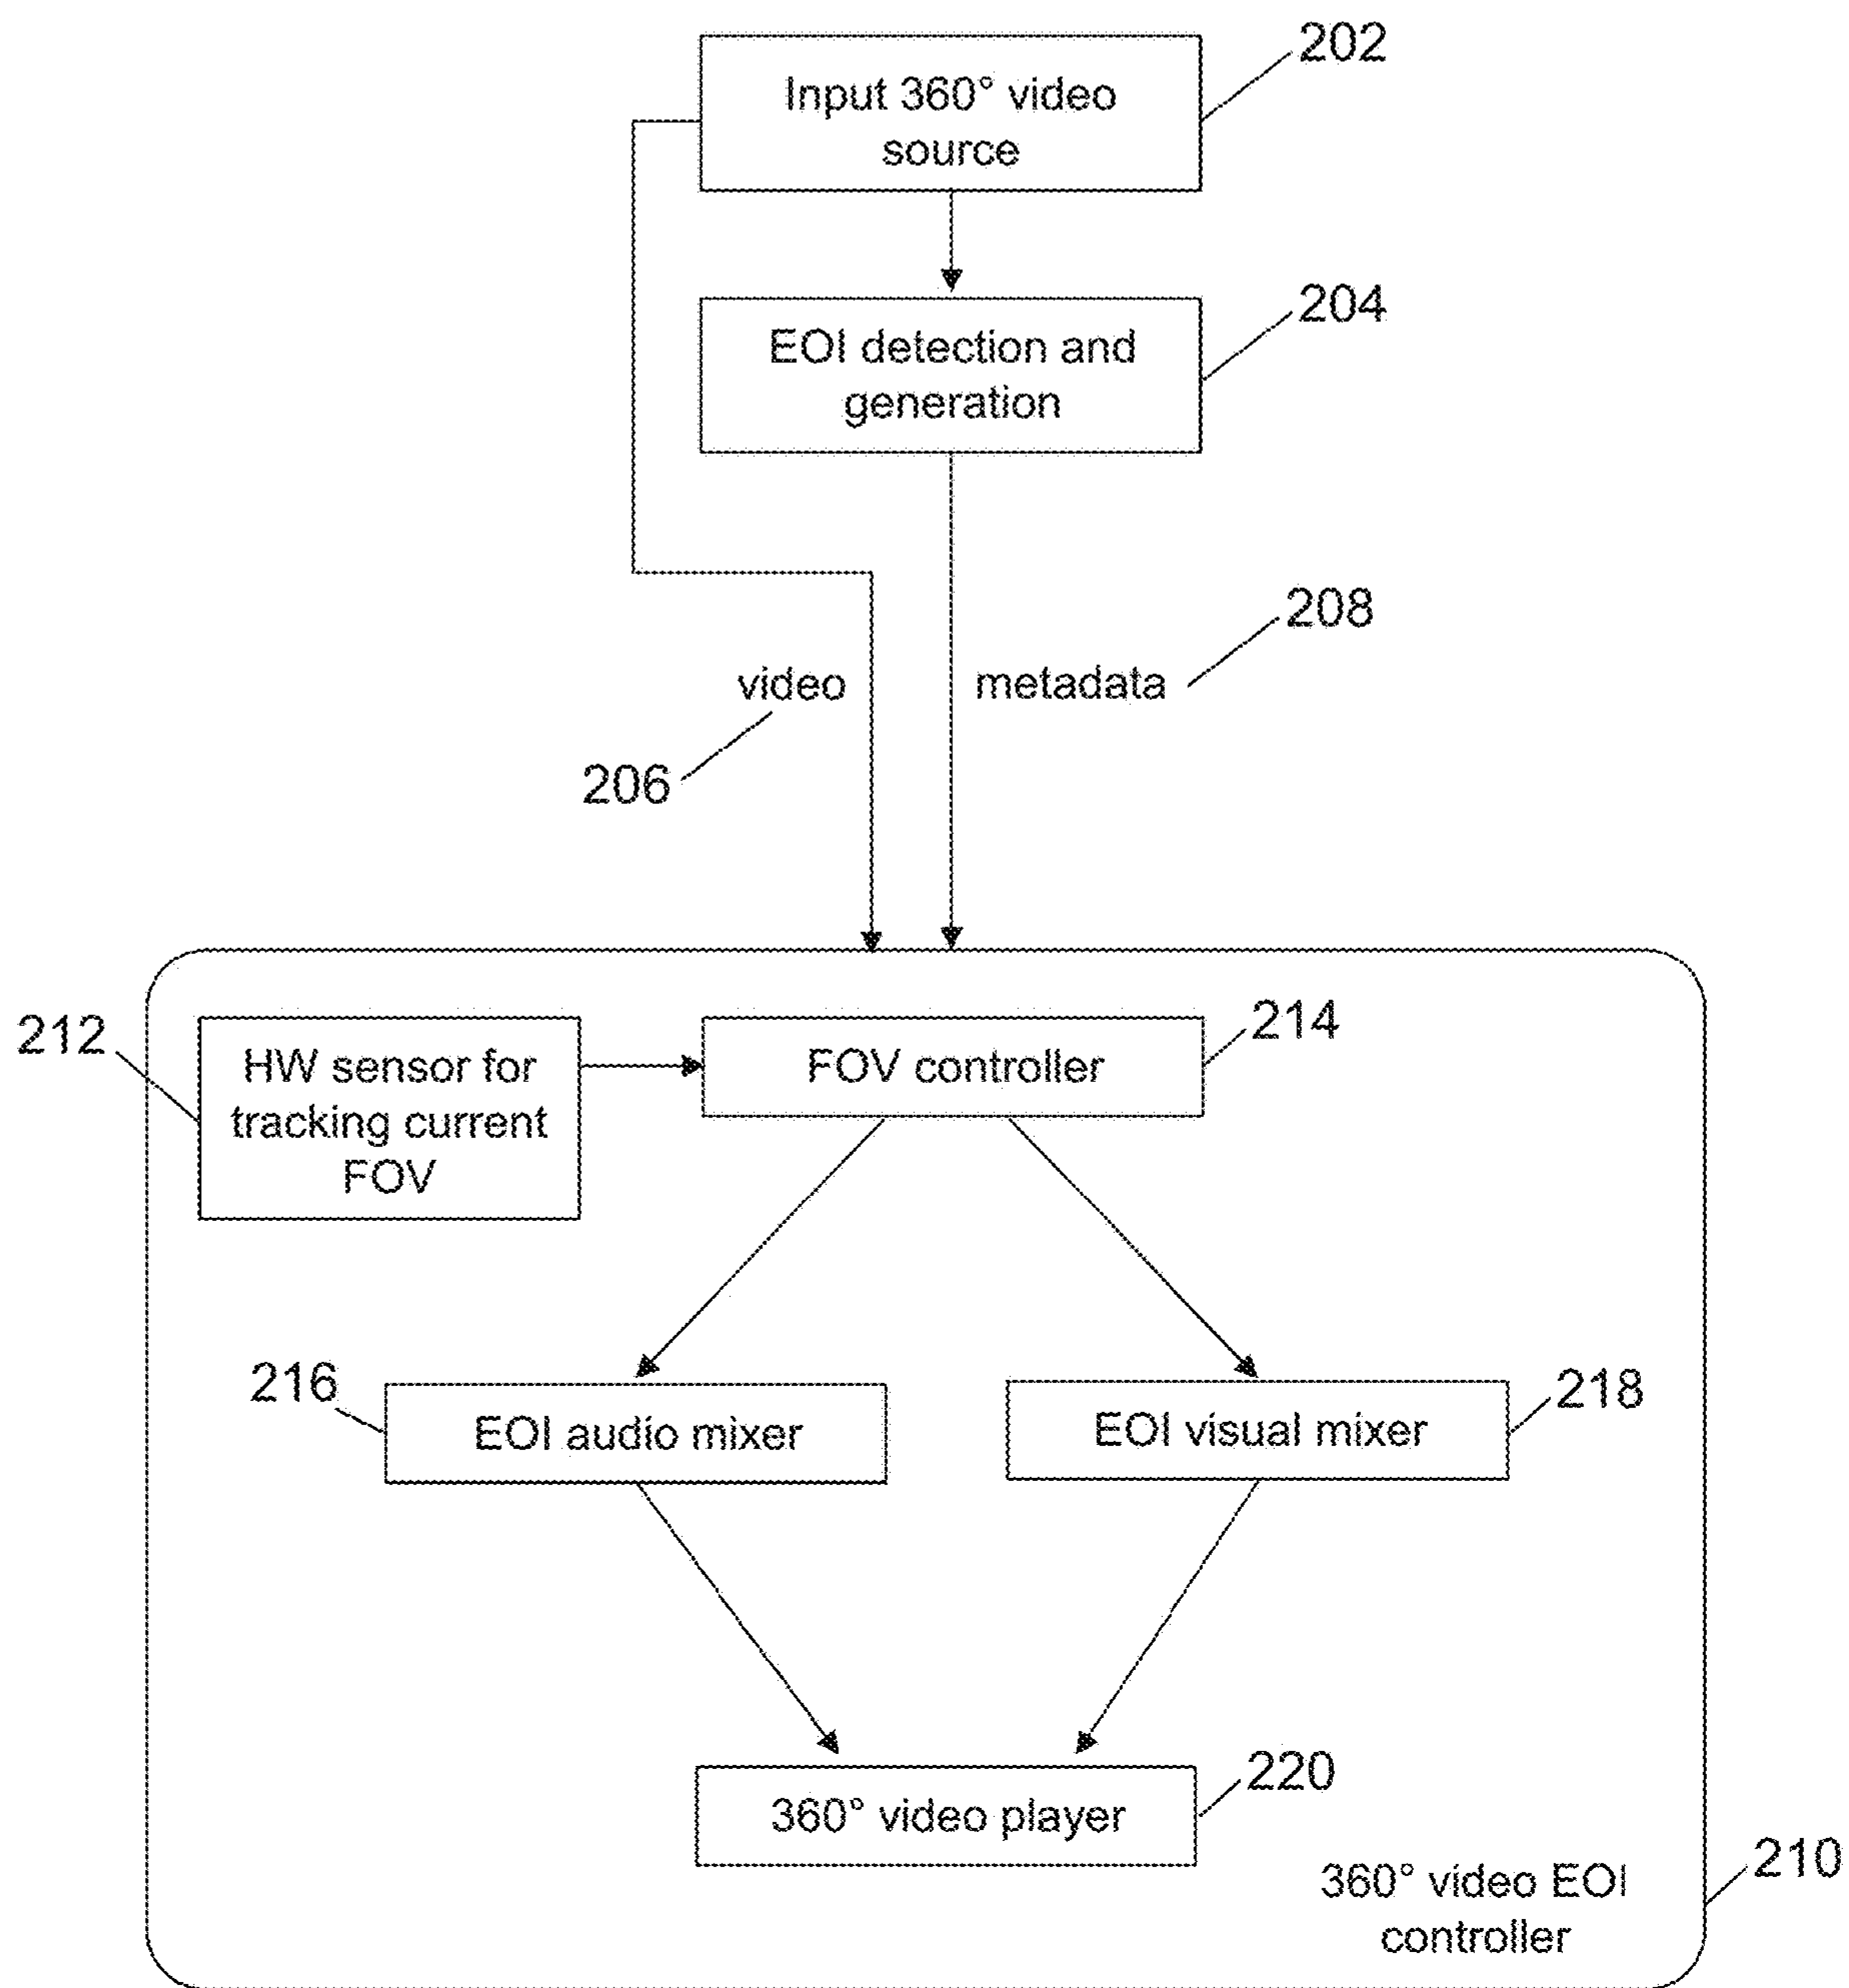 202
Input 360° video
source
204
EOI detection and
generation
208
video
metadata
206
212
HW sensor for
tracking current
FOV
214
FOV controller
216
EOI audio mixer
218
EOI visual mixer
220
360° video player
210
360° video EOI
controller